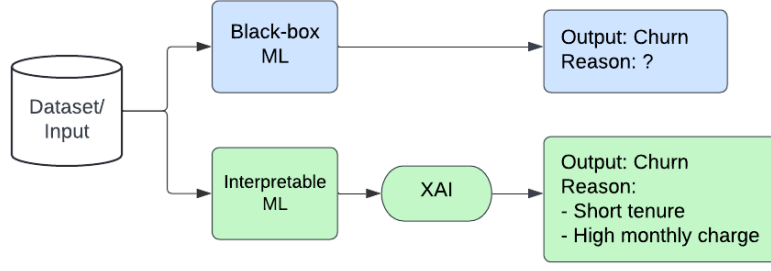 Dataset/
Input
Black-box
ML
Output: Churn
Reason: ?
Interpretable
ML
XAI
Output: Churn
Reason:
- Short tenure
- High monthly charge